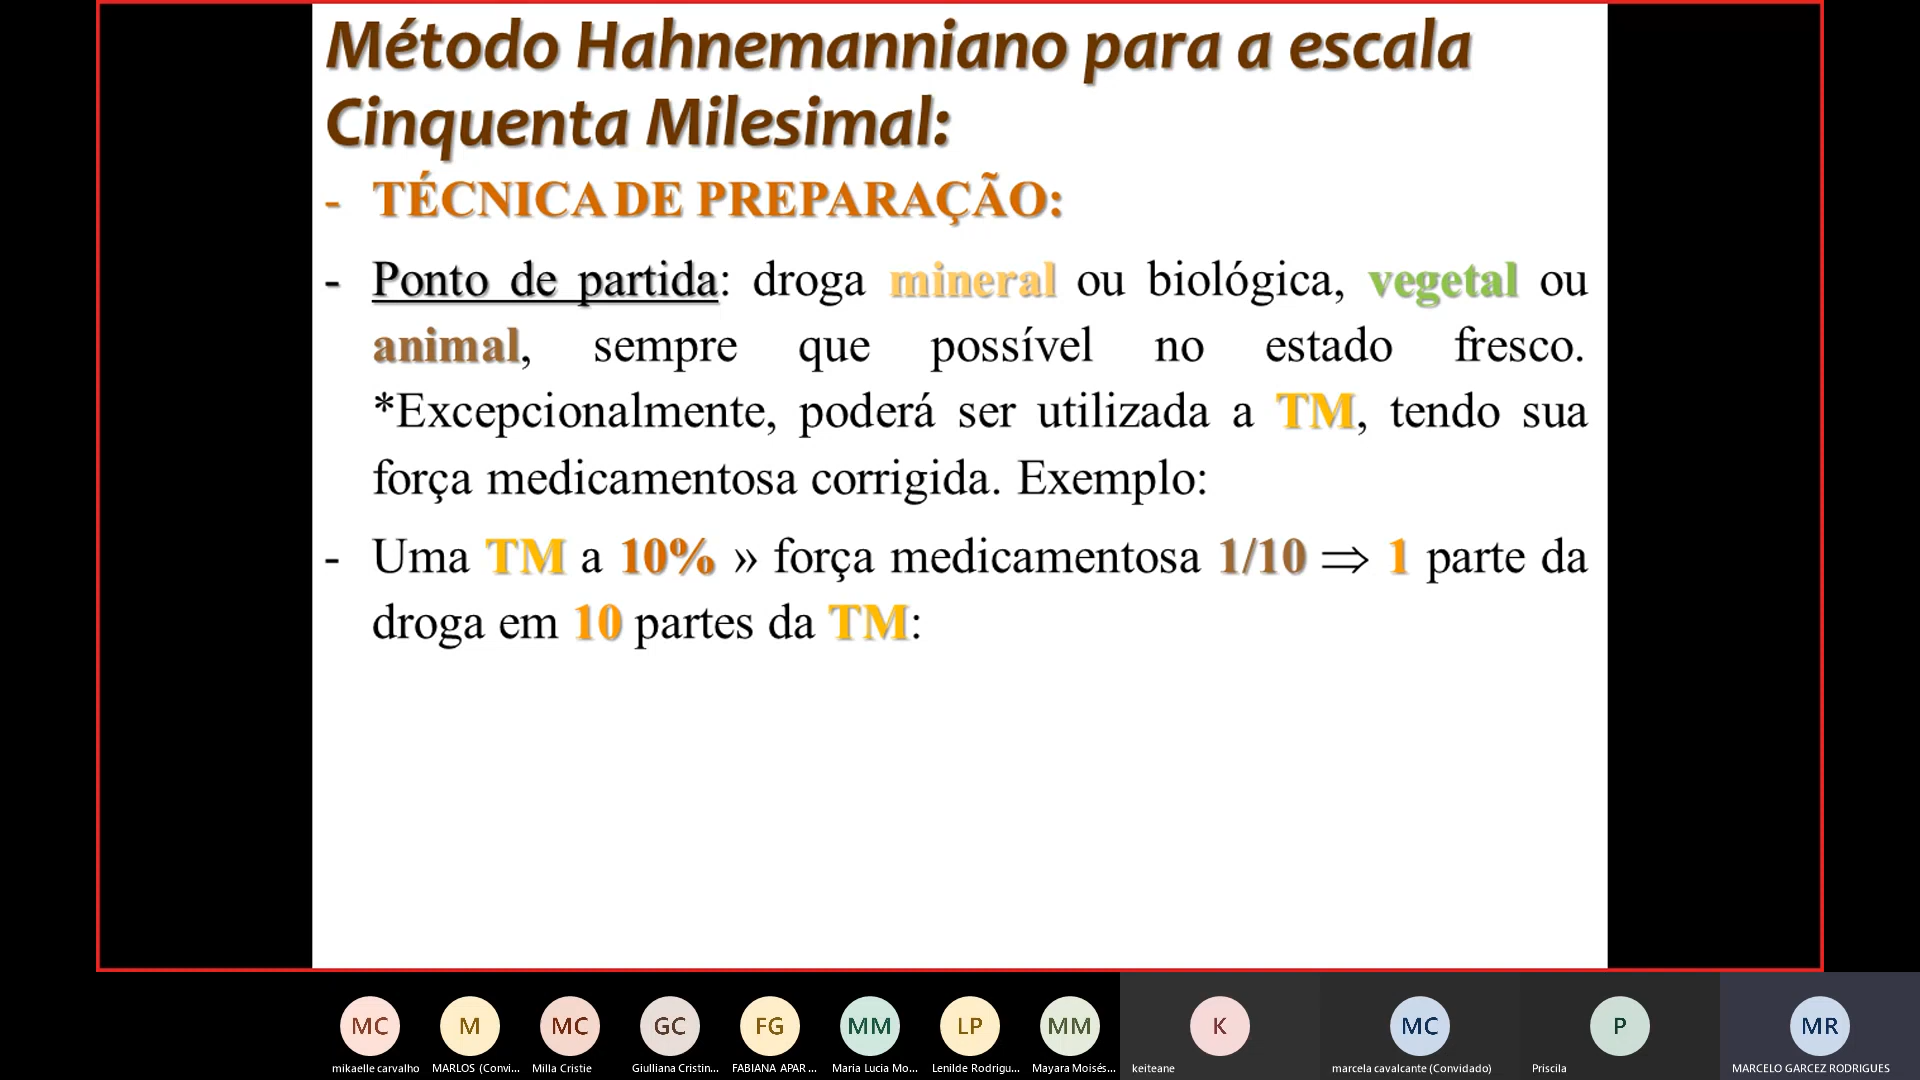 Método Hahnemanniano para a escala
Cinquenta Milesimal:
- TÉCNICA DE PREPARAÇÃO:
- Ponto de partida: droga mineral ou biológica, vegetal ou
animal, sempre que possível no estado fresco.
*Excepcionalmente, poderá ser utilizada a TM, tendo sua
força medicamentosa corrigida. Exemplo:
- Uma TM a 10% » força medicamentosa 1/10 ⇒ 1 parte da
droga em 10 partes da TM:
MC M MC GC FG MM LP MM K MC P MR
mikaelle carvalho MARLOS (Convi... Milla Cristie Giulliana Cristin... FABIANA APAR ... Maria Lucia Mo... Lenilde Rodrigu... Mayara Moisés... keiteane marcela cavalcante (Convidado) Priscila MARCELO GARCEZ RODRIGUES